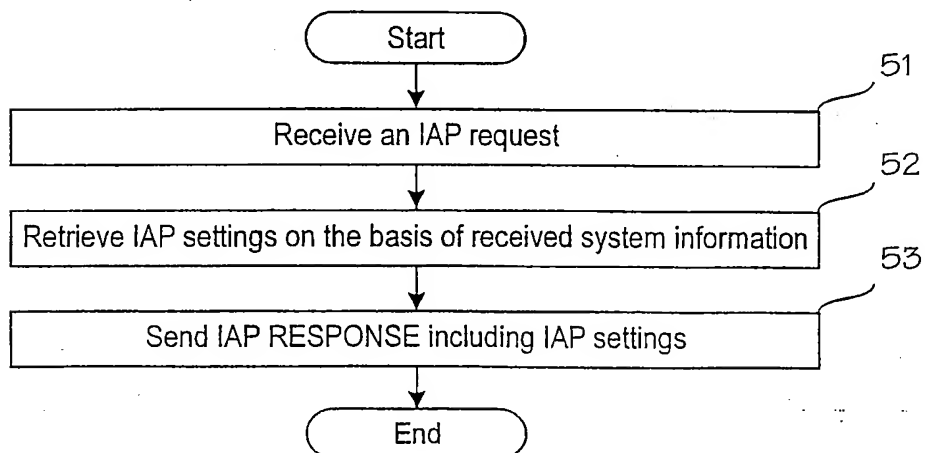 Start
51
Receive an IAP request
52
Retrieve IAP settings on the basis of received system information
53
Send IAP RESPONSE including IAP settings
End